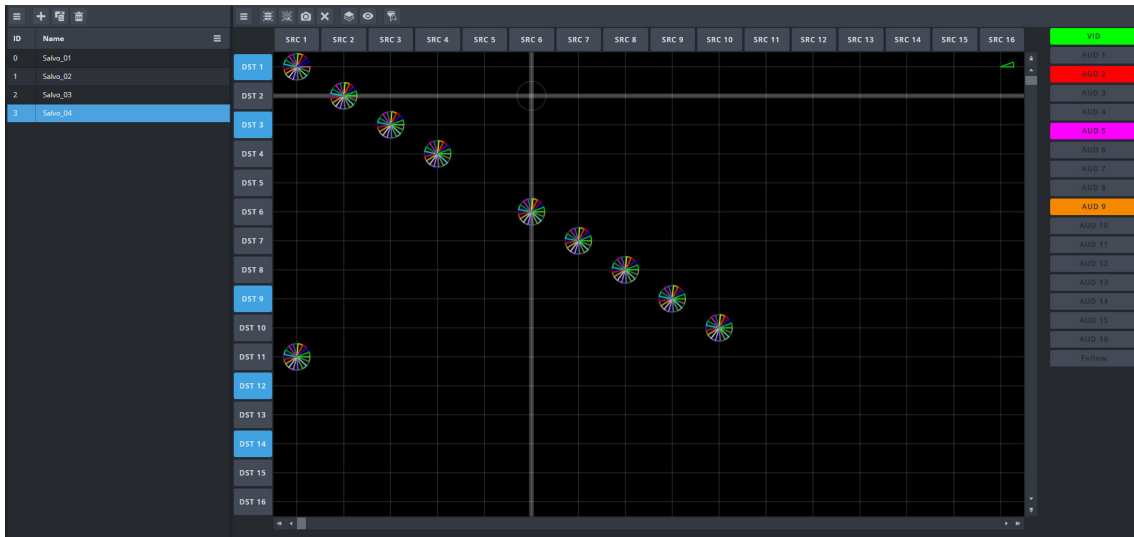 ID Name
0 Salvo_01
1 Salvo_02
2 Salvo_03
3 Salvo_04
SRC 1 SRC 2 SRC 3 SRC 4 SRC 5 SRC 6 SRC 7 SRC 8 SRC 9 SRC 10 SRC 11 SRC 12 SRC 13 SRC 14 SRC 15 SRC 16
DST 1
DST 2
DST 3
DST 4
DST 5
DST 6
DST 7
DST 8
DST 9
DST 10
DST 11
DST 12
DST 13
DST 14
DST 15
DST 16
VID
AUD 1
AUD 2
AUD 3
AUD 4
AUD 5
AUD 6
AUD 7
AUD 8
AUD 9
AUD 10
AUD 11
AUD 12
AUD 13
AUD 14
AUD 15
AUD 16
Follow